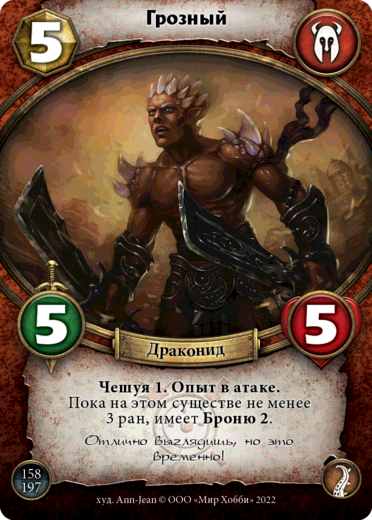 Грозный
5
5
5
Драконид
Чешуя 1. Опыт в атаке.
Пока на этом существе не менее
3 ран, имеет Броню 2.
Отлично выглядишь, но это
временно!
158
197
худ. Ann-Jean © ООО «Мир Хобби» 2022